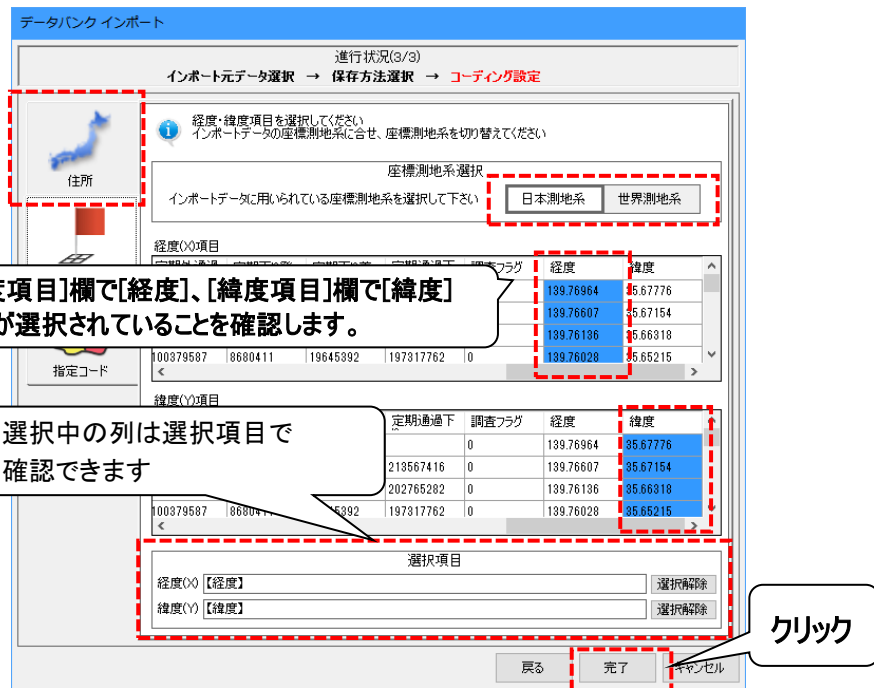 データバンク インポート
進行状況(3/3)
インポート元データ選択 → 保存方法選択 → コーディング設定
住所
経度・緯度項目を選択してください
インポートデータの座標測地系に合せ、座標測地系を切り替えてください
座標測地系選択
インポートデータに用いられている座標測地系を選択して下さい
日本測地系 世界測地系
経度(X)項目
調査フラグ 経度 緯度
139.76964 35.67776
139.76607 35.67154
139.76136 35.66318
100379587 8680411 19645392 197317762 0 139.76028 35.65215
度項目]欄で[経度]、[緯度項目]欄で[緯度]
が選択されていることを確認します。
指定コード
緯度(Y)項目
定期通過下 調査フラグ 経度 緯度
0 139.76964 35.67776
213567416 0 139.76607 35.67154
202765282 0 139.76136 35.66318
100379587 197317762 0 139.76028 35.65215
選択中の列は選択項目で
確認できます
選択項目
経度(X) 【経度】 選択解除
緯度(Y) 【緯度】 選択解除
クリック
戻る 完了 キャンセル